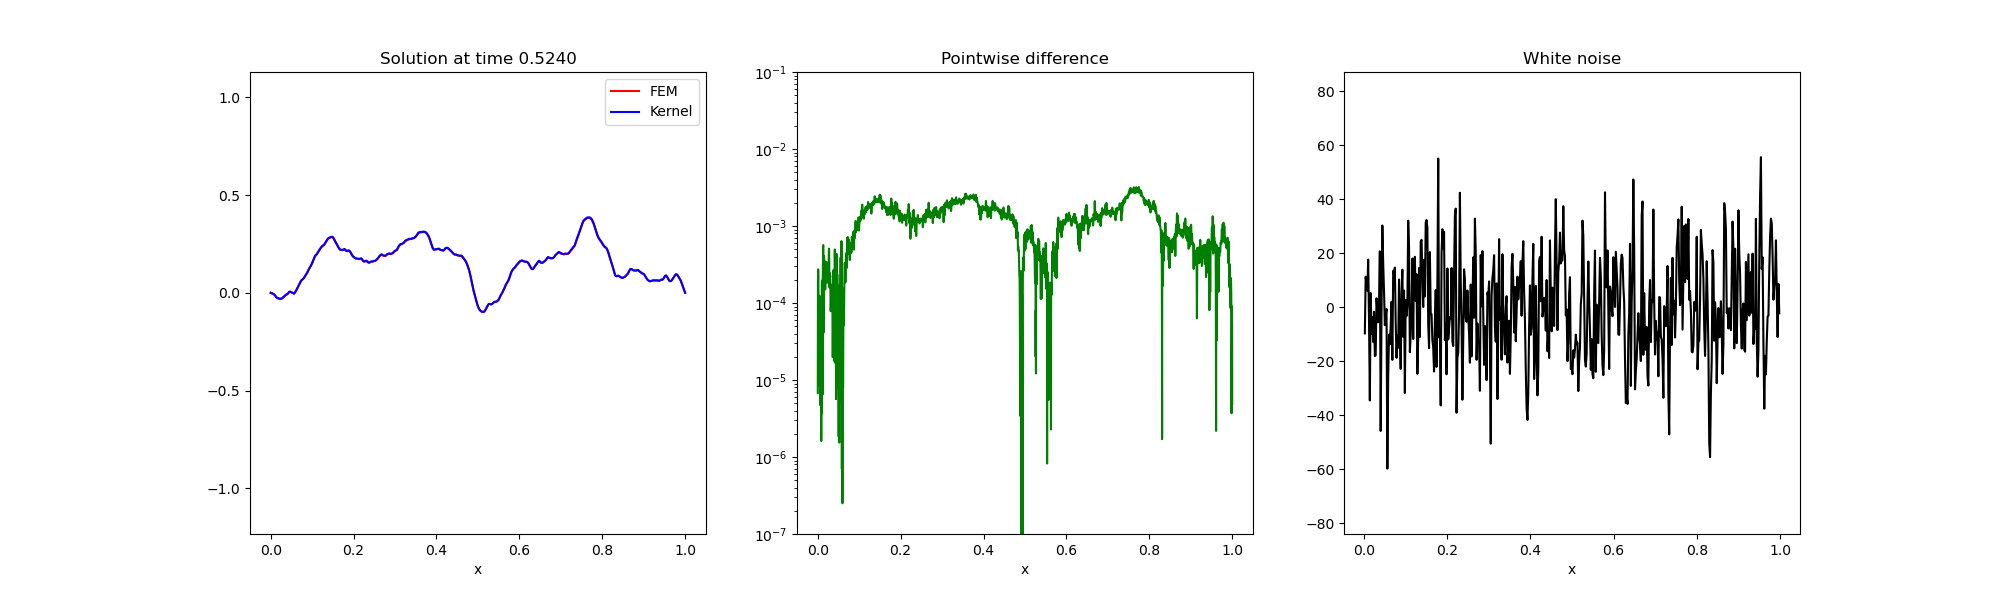 Solution at time 0.5240
1.0
0.5
0.0
−0.5
−1.0
FEM
Kernel
0.0 0.2 0.4 0.6 0.8 1.0
x
Pointwise difference
10⁻¹
10⁻²
10⁻³
10⁻⁴
10⁻⁵
10⁻⁶
10⁻⁷
0.0 0.2 0.4 0.6 0.8 1.0
x
White noise
80
60
40
20
0
−20
−40
−60
−80
0.0 0.2 0.4 0.6 0.8 1.0
x